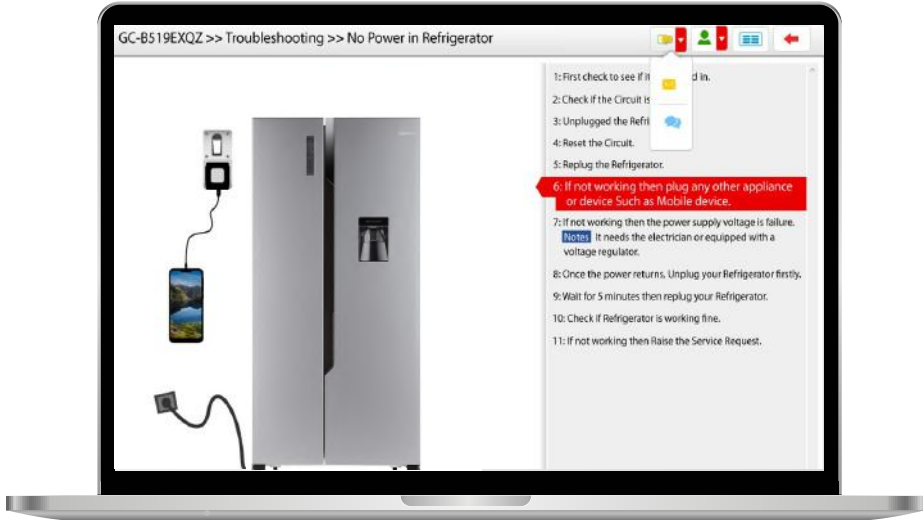 GC-B519EXQZ >> Troubleshooting >> No Power in Refrigerator
1: First check to see if it d in.
2: Check if the Circuit is
3: Unplugged the Refri
4: Reset the Circuit.
5: Replug the Refrigerator.
6: If not working then plug any other appliance
or device Such as Mobile device.
7: If not working then the power supply voltage is failure.
Notes It needs the electrician or equipped with a
voltage regulator.
8: Once the power returns, Unplug your Refrigerator firstly.
9: Wait for 5 minutes then replug your Refrigerator.
10: Check if Refrigerator is working fine.
11: If not working then Raise the Service Request.